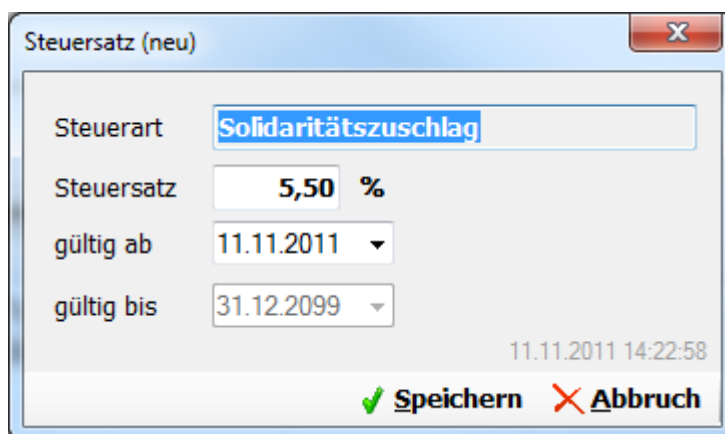 Steuersatz (neu)
Steuerart Solidaritätszuschlag
Steuersatz 5,50 %
gültig ab 11.11.2011
gültig bis 31.12.2099
11.11.2011 14:22:58
Speichern Abbruch